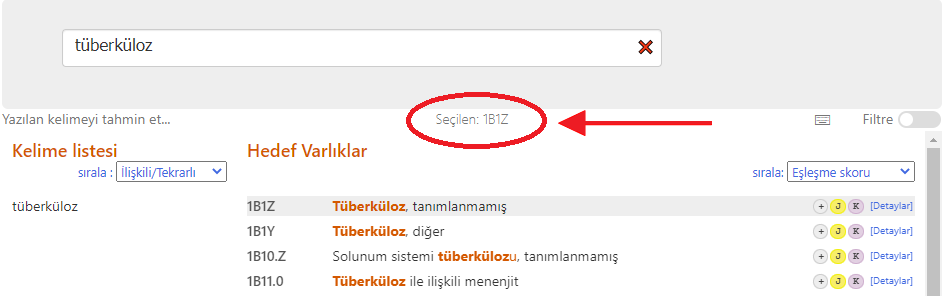 tüberküloz
Yazılan kelimeyi tahmin et...
Seçilen: 1B1Z
Filtre
Kelime listesi
sırala : İlişkili/Tekrarlı
tüberküloz
Hedef Varlıklar
sırala: Eşleşme skoru
1B1Z Tüberküloz, tanımlanmamış + J K [Detaylar]
1B1Y Tüberküloz, diğer + J K [Detaylar]
1B10.Z Solunum sistemi tüberkülozu, tanımlanmamış + J K [Detaylar]
1B11.0 Tüberküloz ile ilişkili menenjit + J K [Detaylar]